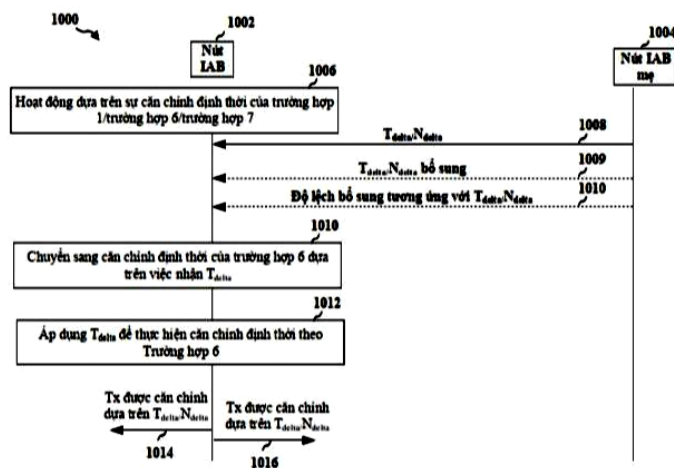 1000
1002
Nút
IAB
1004
Nút IAB
mẹ
1006
Hoạt động dựa trên sự căn chỉnh định thời của trường hợp
1/trường hợp 6/trường hợp 7
Tdelta/Ndelta
1008
Tdelta/Ndelta bổ sung
1009
Độ lệch bổ sung tương ứng với Tdelta/Ndelta
1010
1010
Chuyển sang căn chỉnh định thời của trường hợp 6 dựa
trên việc nhận Tdelta
1012
Áp dụng Tdelta để thực hiện căn chỉnh định thời theo
Trường hợp 6
Tx được căn chỉnh
dựa trên Tdelta/Ndelta
1014
Tx được căn chỉnh
dựa trên Tdelta/Ndelta
1016